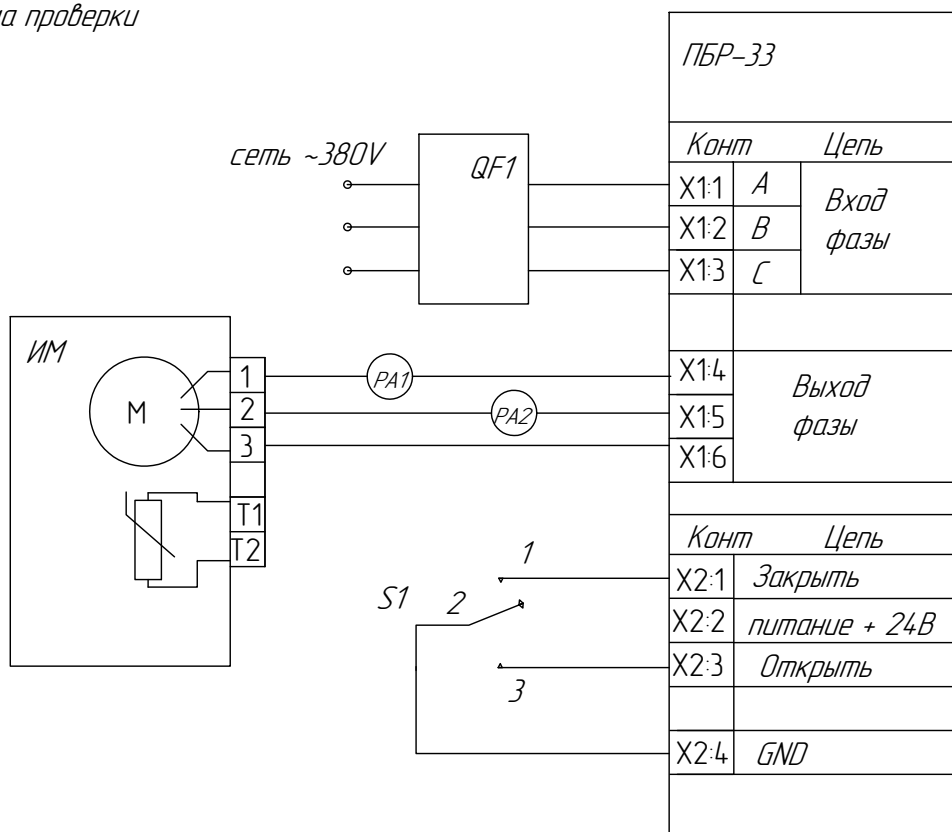 проверки
ПБР-33
сеть ~380V
QF1
Конт Цепь
X1:1 A
X1:2 B
X1:3 C
Вход
фазы
ИМ
М
1
2
3
T1
T2
PA1
PA2
X1:4
X1:5
X1:6
Выход
фазы
Конт Цепь
X2:1 Закрыть
X2:2 питание + 24В
X2:3 Открыть
X2:4 GND
S1
1
2
3